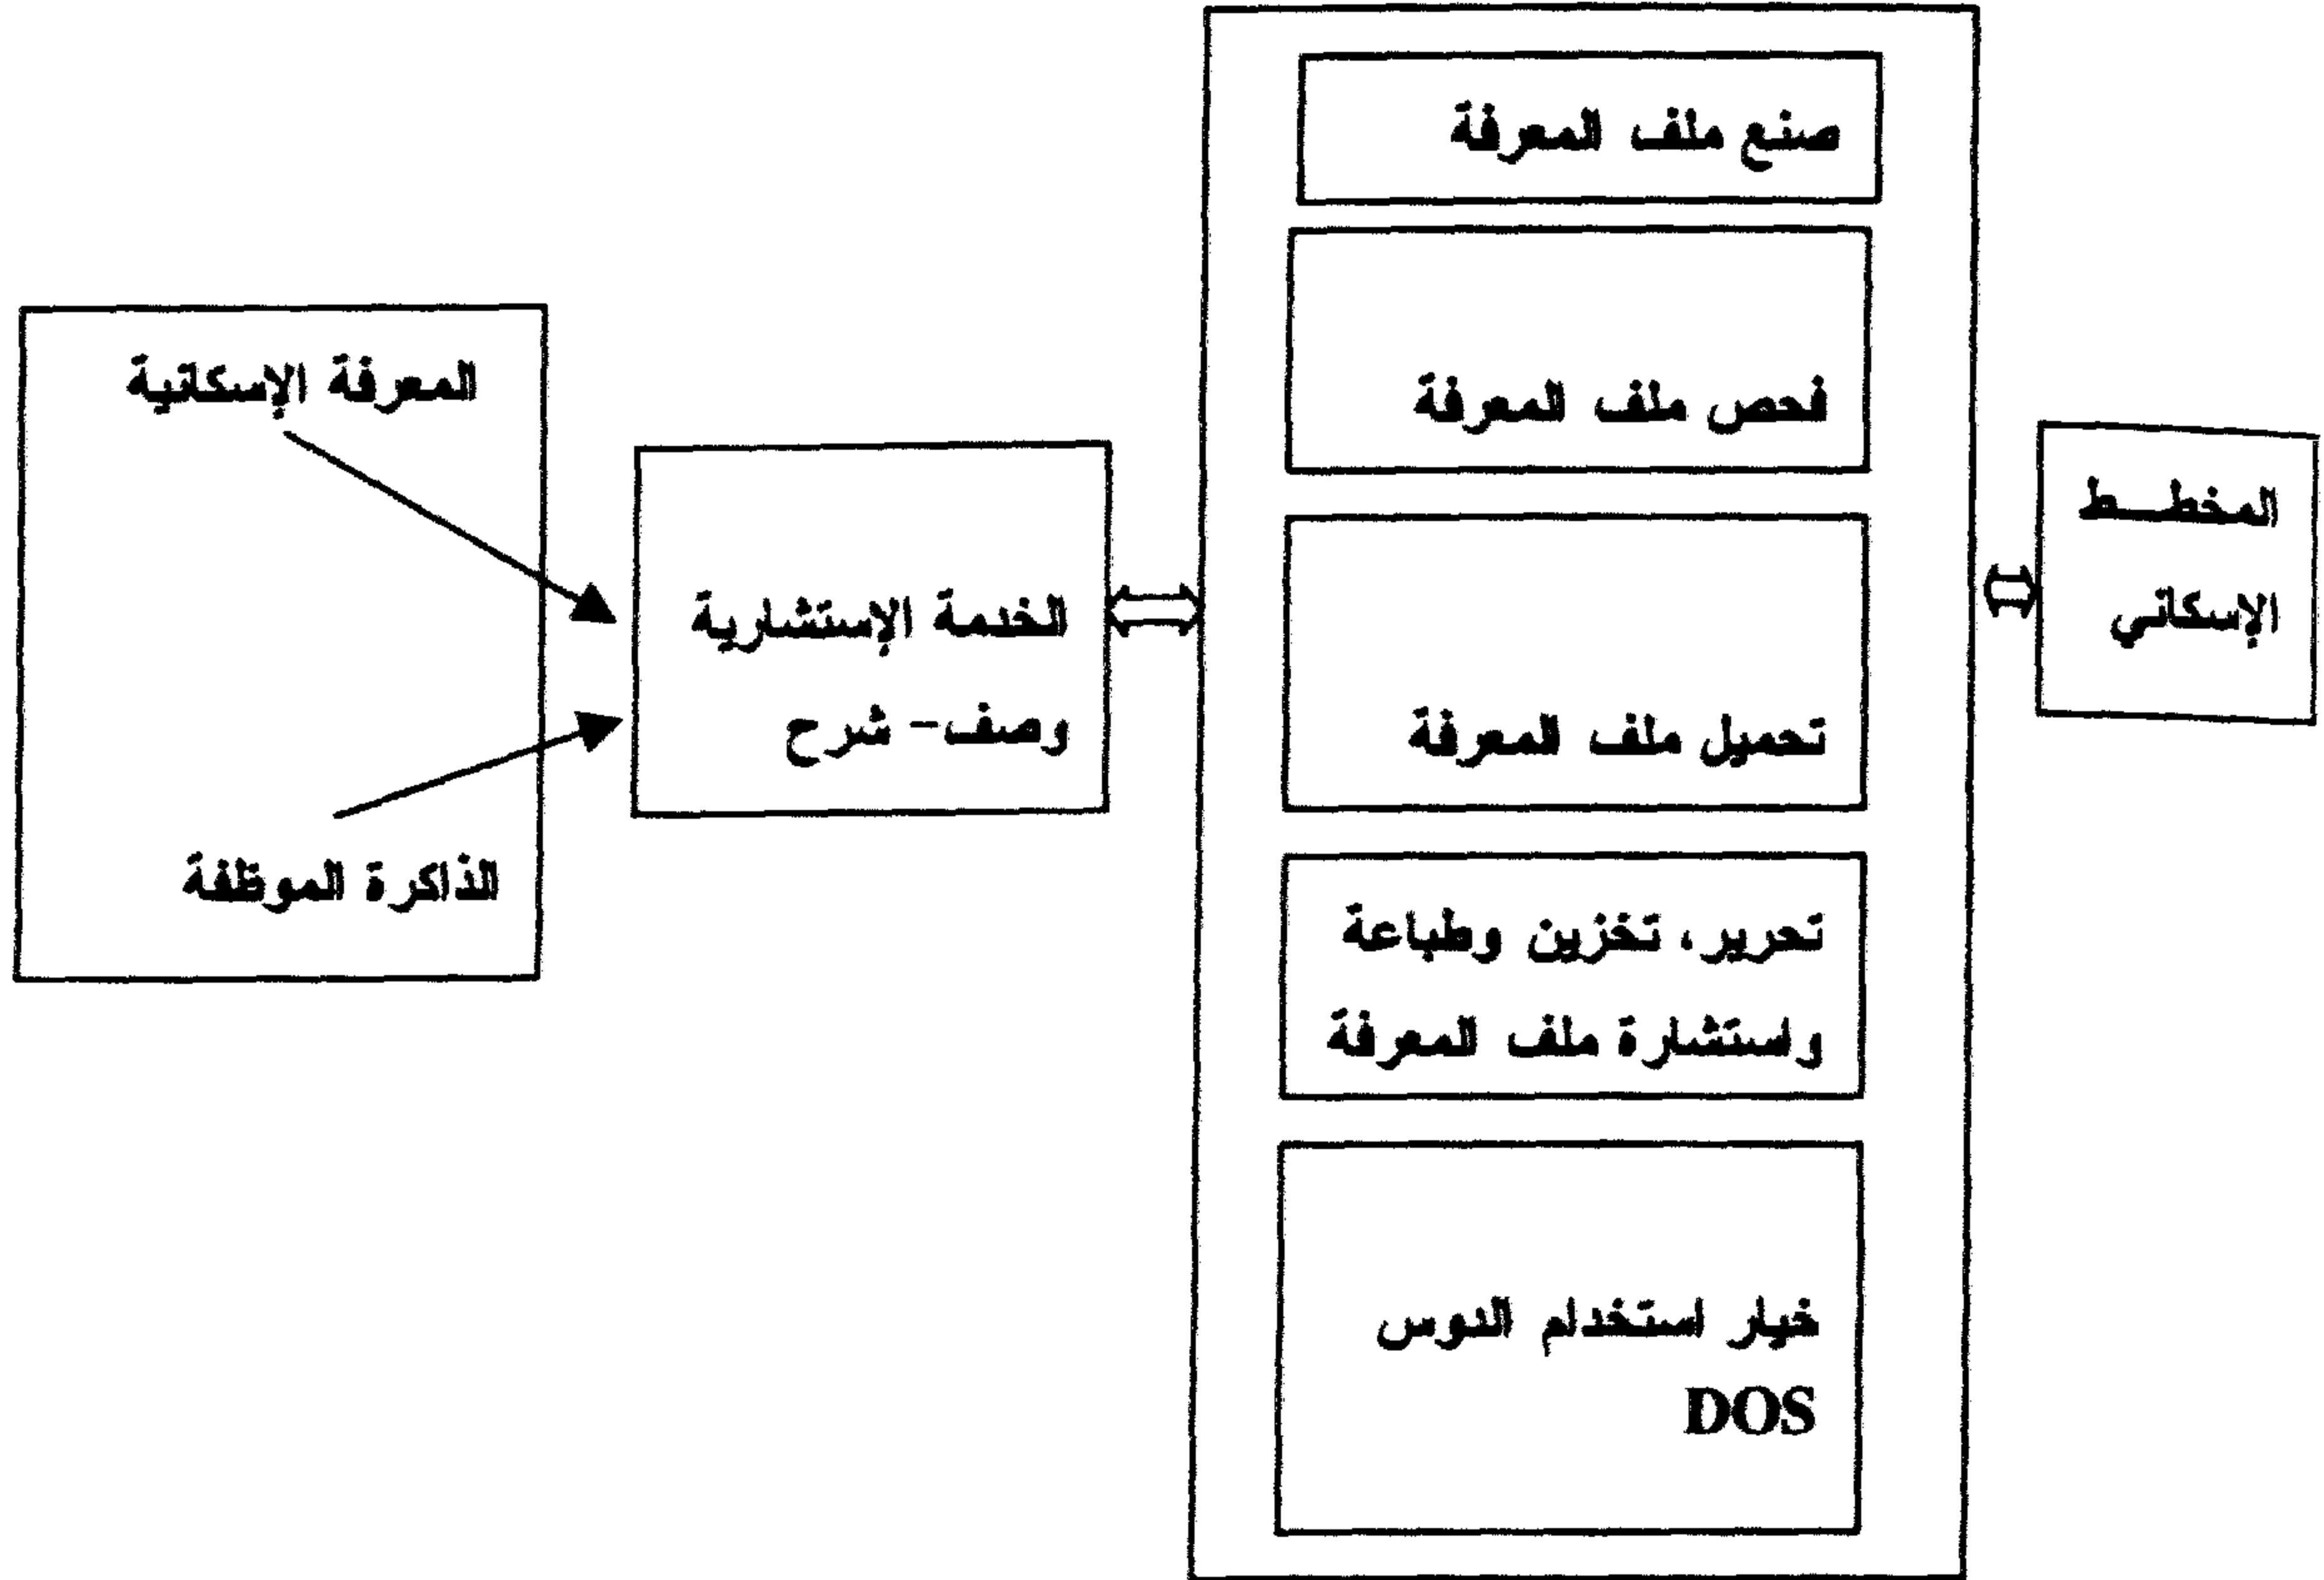 المخطـــط
الإسكاني
صنع ملف المعرفة
فحص ملف المعرفة
تحميل ملف المعرفة
تحرير، تخزين وطباعة
واستشارة ملف المعرفة
خيار استخدام الدوس
DOS
الخدمة الإستشارية
وصف- شرح
المعرفة الإسكانية
الذاكرة الموظفة